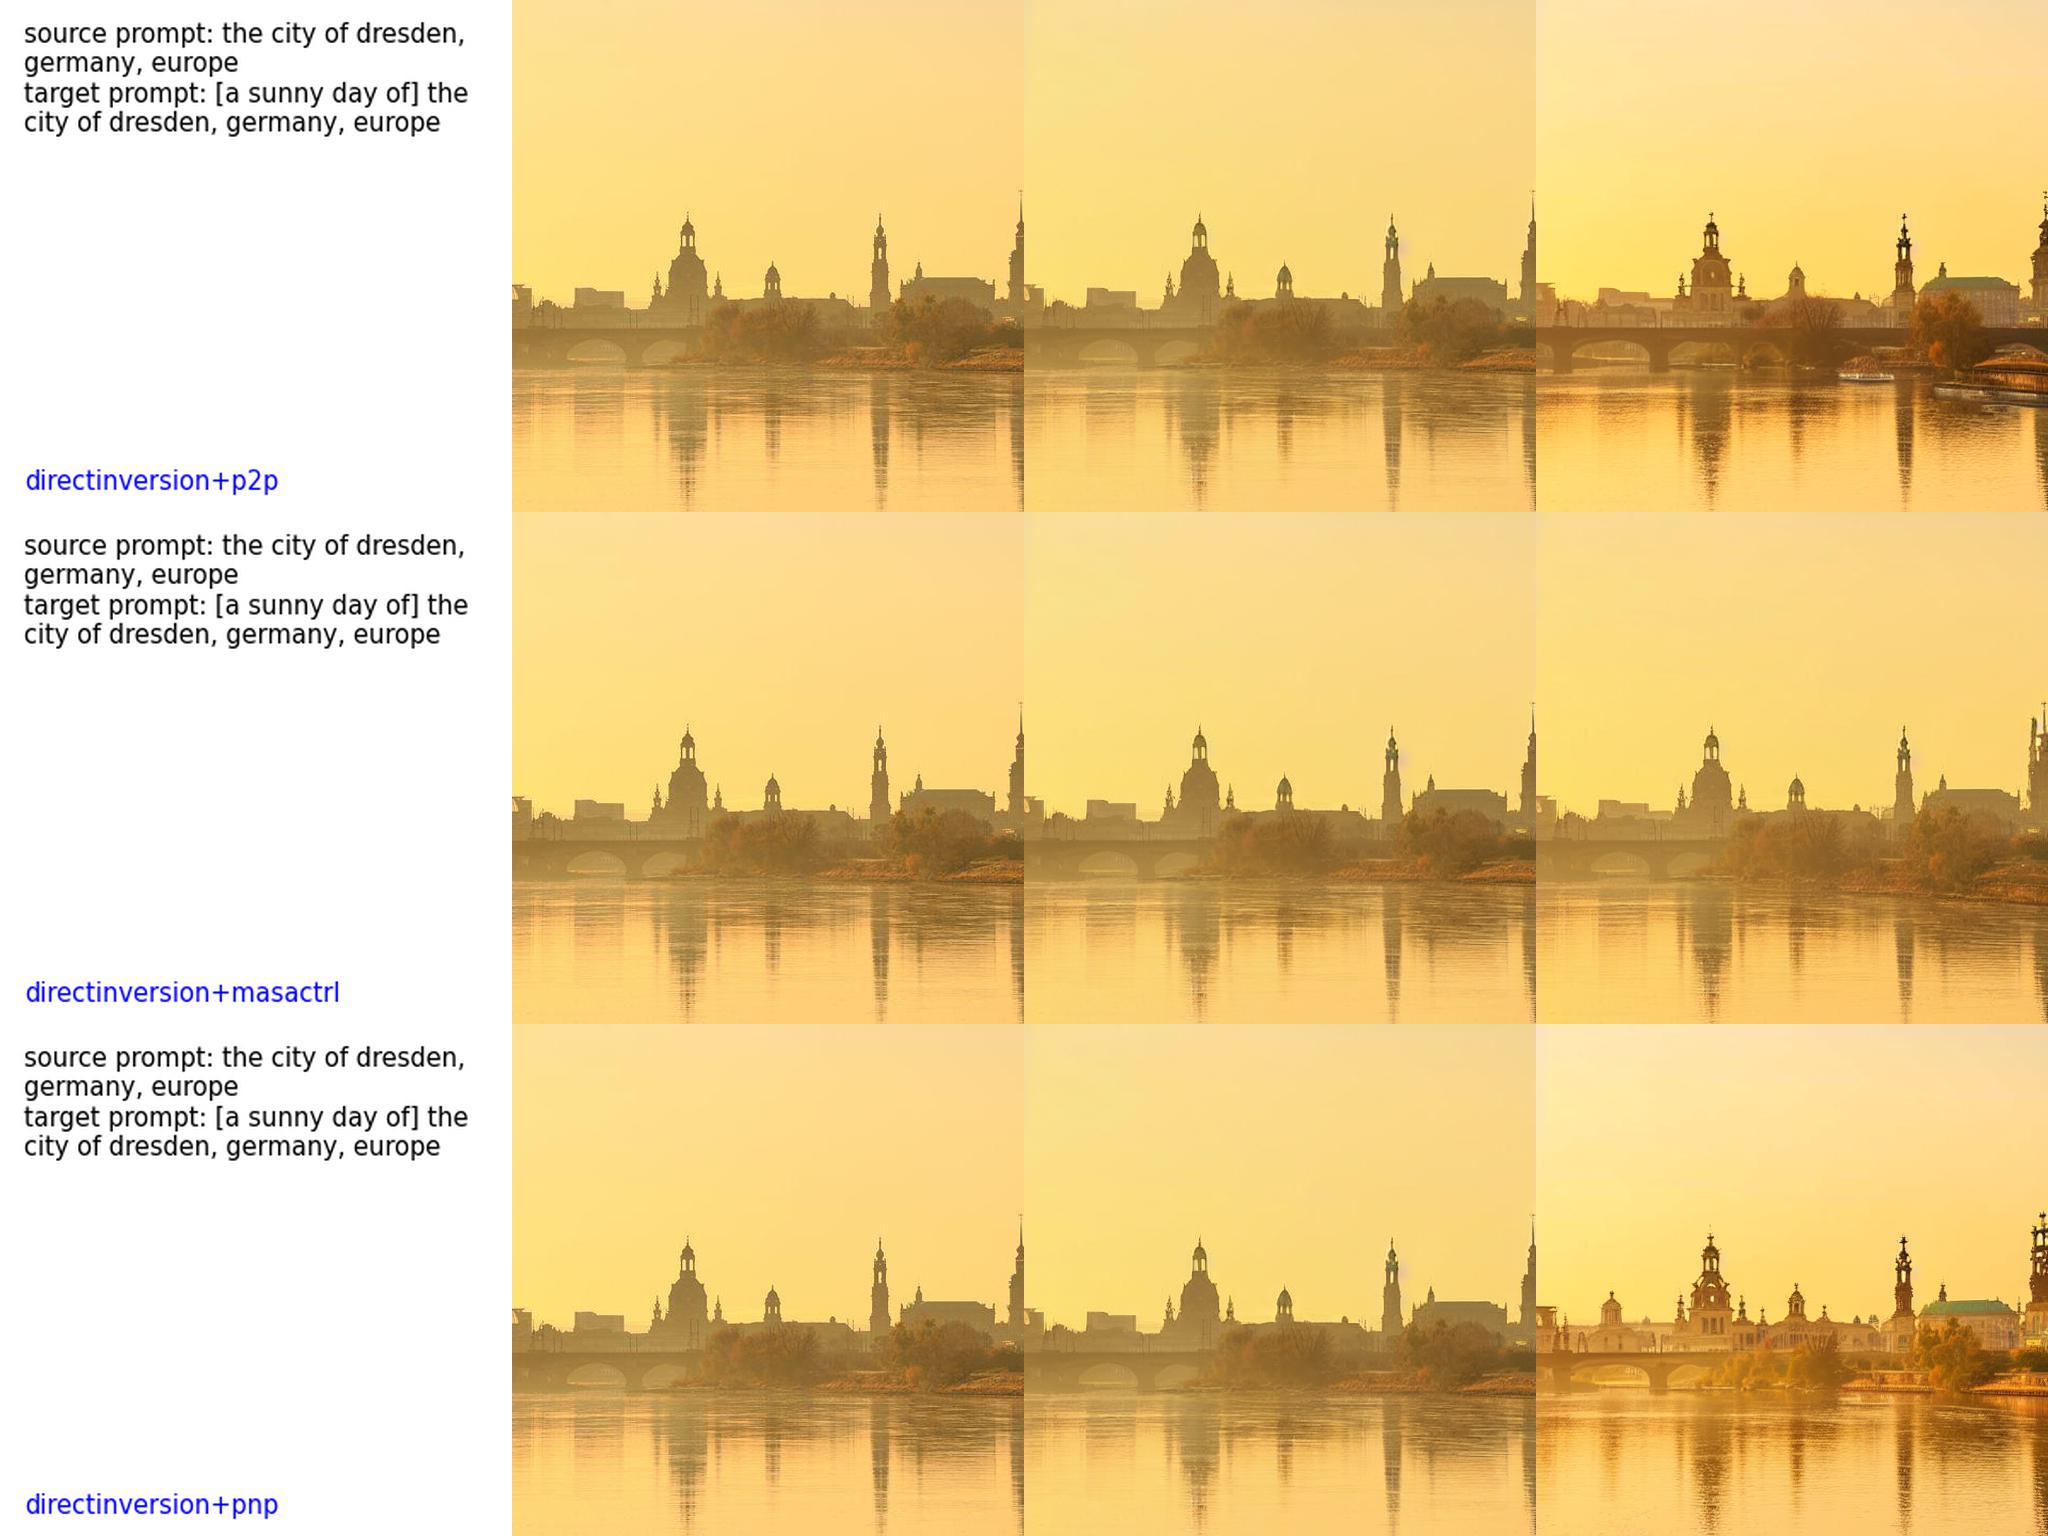 source prompt: the city of dresden,
germany, europe
target prompt: [a sunny day of] the
city of dresden, germany, europe
directinversion+p2p
source prompt: the city of dresden,
germany, europe
target prompt: [a sunny day of] the
city of dresden, germany, europe
directinversion+masactrl
source prompt: the city of dresden,
germany, europe
target prompt: [a sunny day of] the
city of dresden, germany, europe
directinversion+pnp